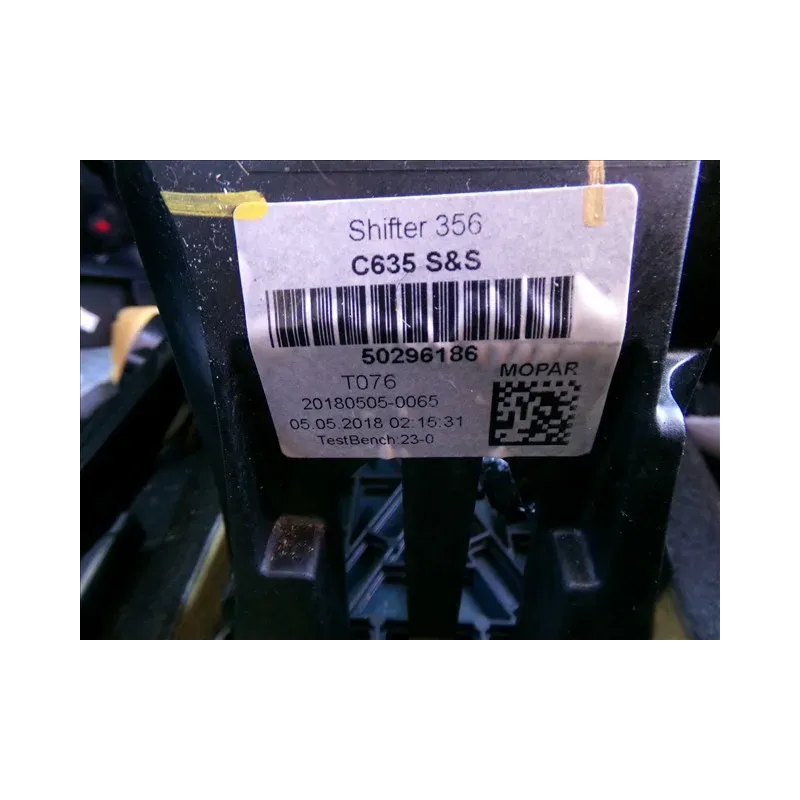 Shifter 356
C635 S&S
50296186
MOPAR
T076
20180505-0065
05.05.2018 02:15:31
TestBench:23-0